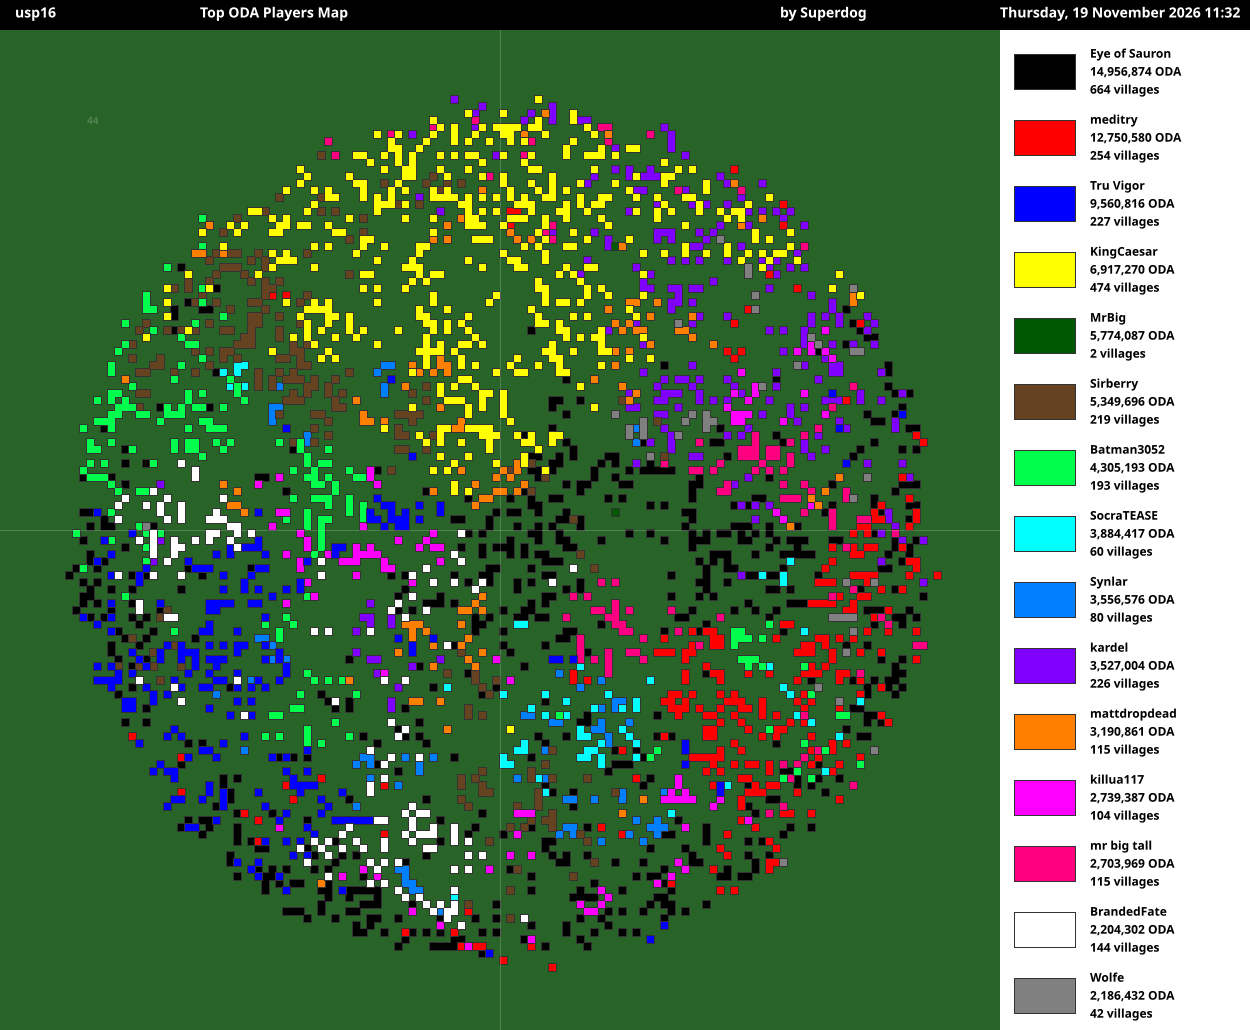 usp16 Top ODA Players Map by Superdog Thursday, 19 November 2026 11:32
44
Eye of Sauron
14,956,874 ODA
664 villages
meditry
12,750,580 ODA
254 villages
Tru Vigor
9,560,816 ODA
227 villages
KingCaesar
6,917,270 ODA
474 villages
MrBig
5,774,087 ODA
2 villages
Sirberry
5,349,696 ODA
219 villages
Batman3052
4,305,193 ODA
193 villages
SocraTEASE
3,884,417 ODA
60 villages
Synlar
3,556,576 ODA
80 villages
kardel
3,527,004 ODA
226 villages
mattdropdead
3,190,861 ODA
115 villages
killua117
2,739,387 ODA
104 villages
mr big tall
2,703,969 ODA
115 villages
BrandedFate
2,204,302 ODA
144 villages
Wolfe
2,186,432 ODA
42 villages